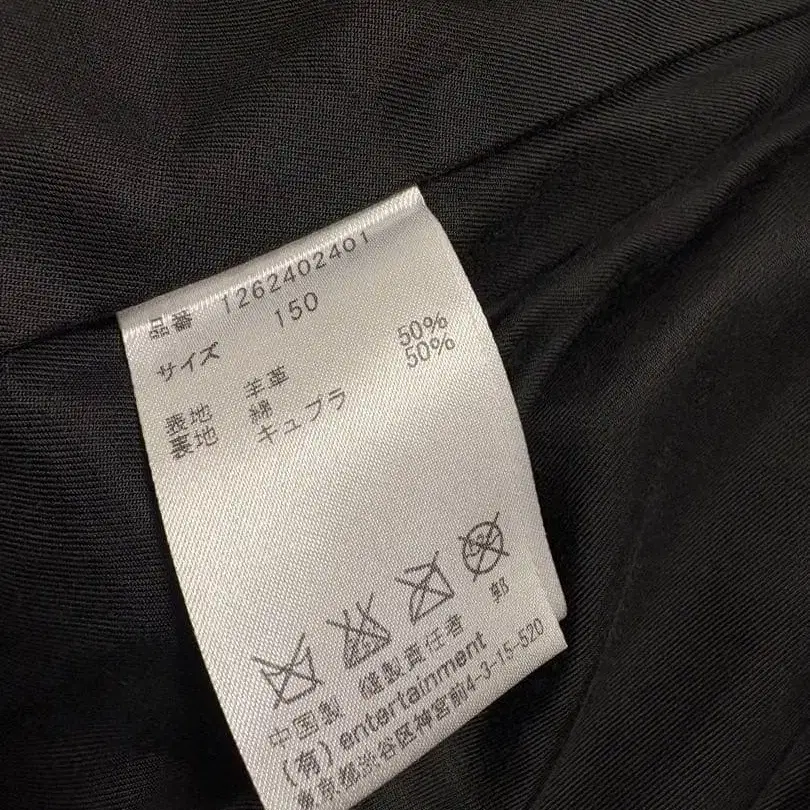 品番 1262402401
サイズ 150
表地 羊革
裏地 綿 50%
キュプラ 50%
中国製 縫製責任者 郭
(有) entertainment
東京都渋谷区神宮前4-3-15-520